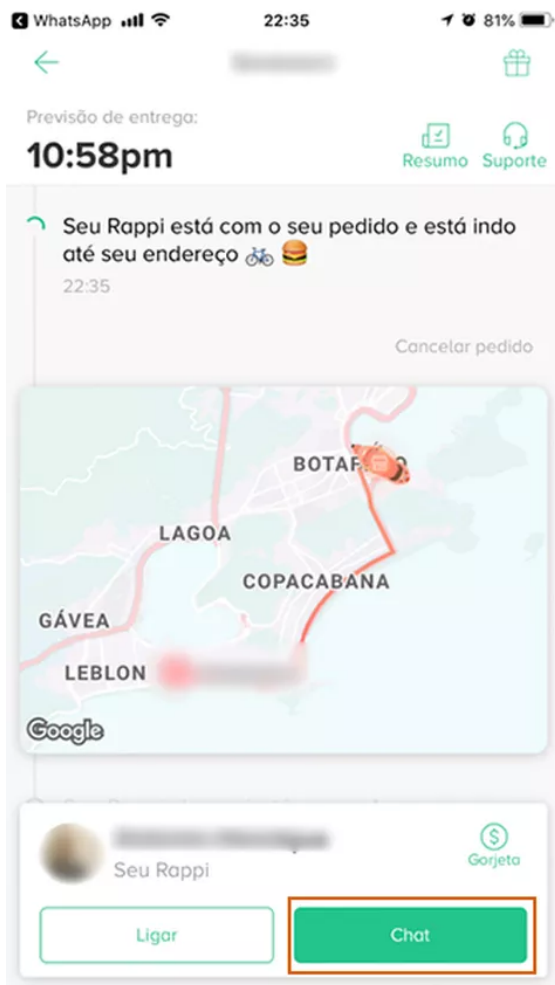 WhatsApp
22:35
81%
Previsão de entrega:
10:58pm
Resumo
Suporte
Seu Rappi está com o seu pedido e está indo
até seu endereço
22:35
Cancelar pedido
LAGOA
COPACABANA
GÁVEA
LEBLON
Google
Seu Rappi
Gorjeta
Ligar
Chat